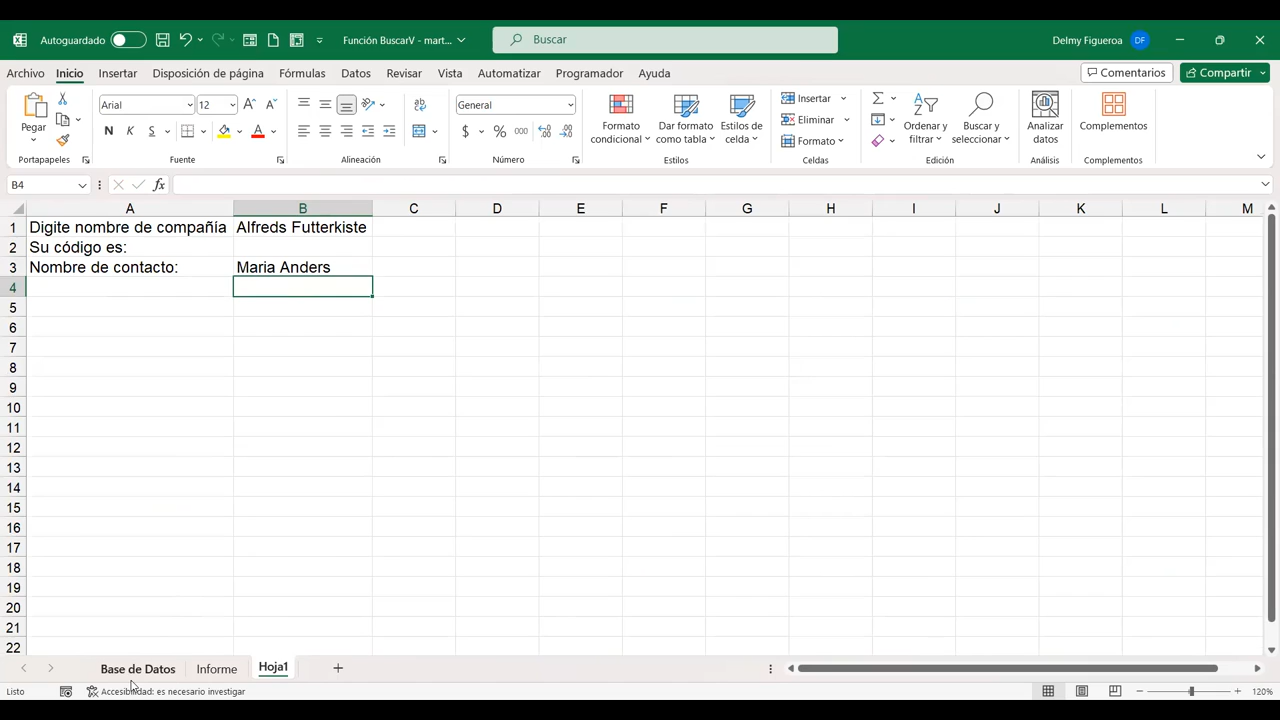 Autoguardado
Función BuscarV - mart...
Buscar
Delmy Figueroa DF
Archivo Inicio Insertar Disposición de página Fórmulas Datos Revisar Vista Automatizar Programador Ayuda
Comentarios Compartir
Pegar
Portapapeles
Arial 12
N K S
Fuente
Alineación
General
$ % 000
Número
Formato condicional
Dar formato como tabla
Estilos de celda
Estilos
Insertar
Eliminar
Formato
Celdas
Ordenar y filtrar
Buscar y seleccionar
Edición
Analizar datos
Análisis
Complementos
Complementos
B4 fx
A B C D E F G H I J K L M
1 Digite nombre de compañía Alfreds Futterkiste
2 Su código es:
3 Nombre de contacto: Maria Anders
4
5
6
7
8
9
10
11
12
13
14
15
16
17
18
19
20
21
22
Base de Datos Informe Hoja1
Listo Accesibilidad: es necesario investigar 120%